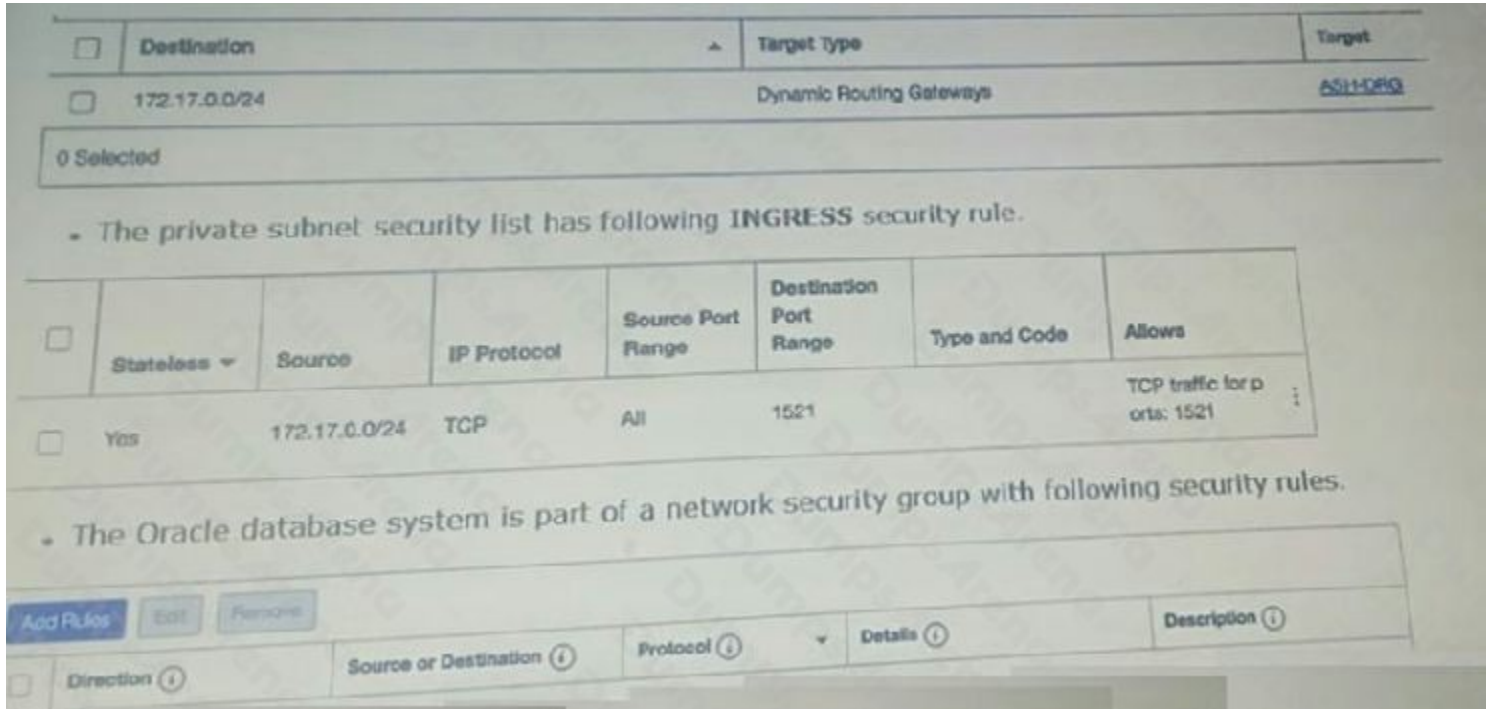 Destination Target Type Target
172.17.0.0/24 Dynamic Routing Gateways ASH-DRG
0 Selected
- The private subnet security list has following INGRESS security rule.
Stateless Source IP Protocol Source Port Range Destination Port Range Type and Code Allows
Yes 172.17.0.0/24 TCP All 1521 TCP traffic for p
orts: 1521
- The Oracle database system is part of a network security group with following security rules.
Add Rules Edit Remove
Direction Source or Destination Protocol Details Description